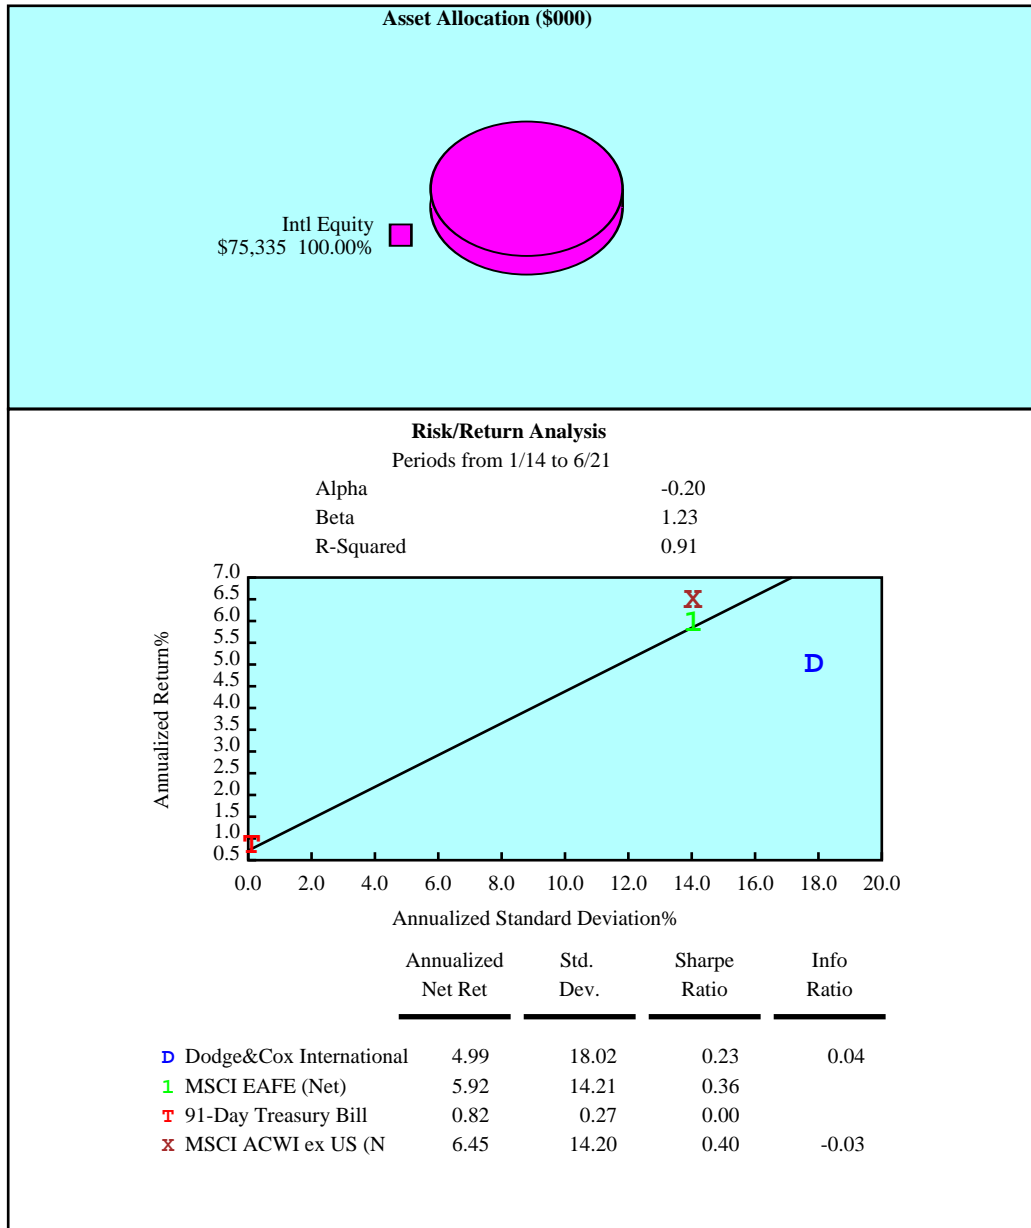 Asset Allocation ($000)
Intl Equity
$75,335 100.00%
Risk/Return Analysis
Periods from 1/14 to 6/21
Alpha -0.20
Beta 1.23
R-Squared 0.91
Annualized Return%
7.0
6.5
6.0
5.5
5.0
4.5
4.0
3.5
3.0
2.5
2.0
1.5
1.0
0.5
X
1
D
T
0.0 2.0 4.0 6.0 8.0 10.0 12.0 14.0 16.0 18.0 20.0
Annualized Standard Deviation%
Annualized Std. Sharpe Info
Net Ret Dev. Ratio Ratio
D Dodge&Cox International 4.99 18.02 0.23 0.04
1 MSCI EAFE (Net) 5.92 14.21 0.36
T 91-Day Treasury Bill 0.82 0.27 0.00
X MSCI ACWI ex US (N 6.45 14.20 0.40 -0.03